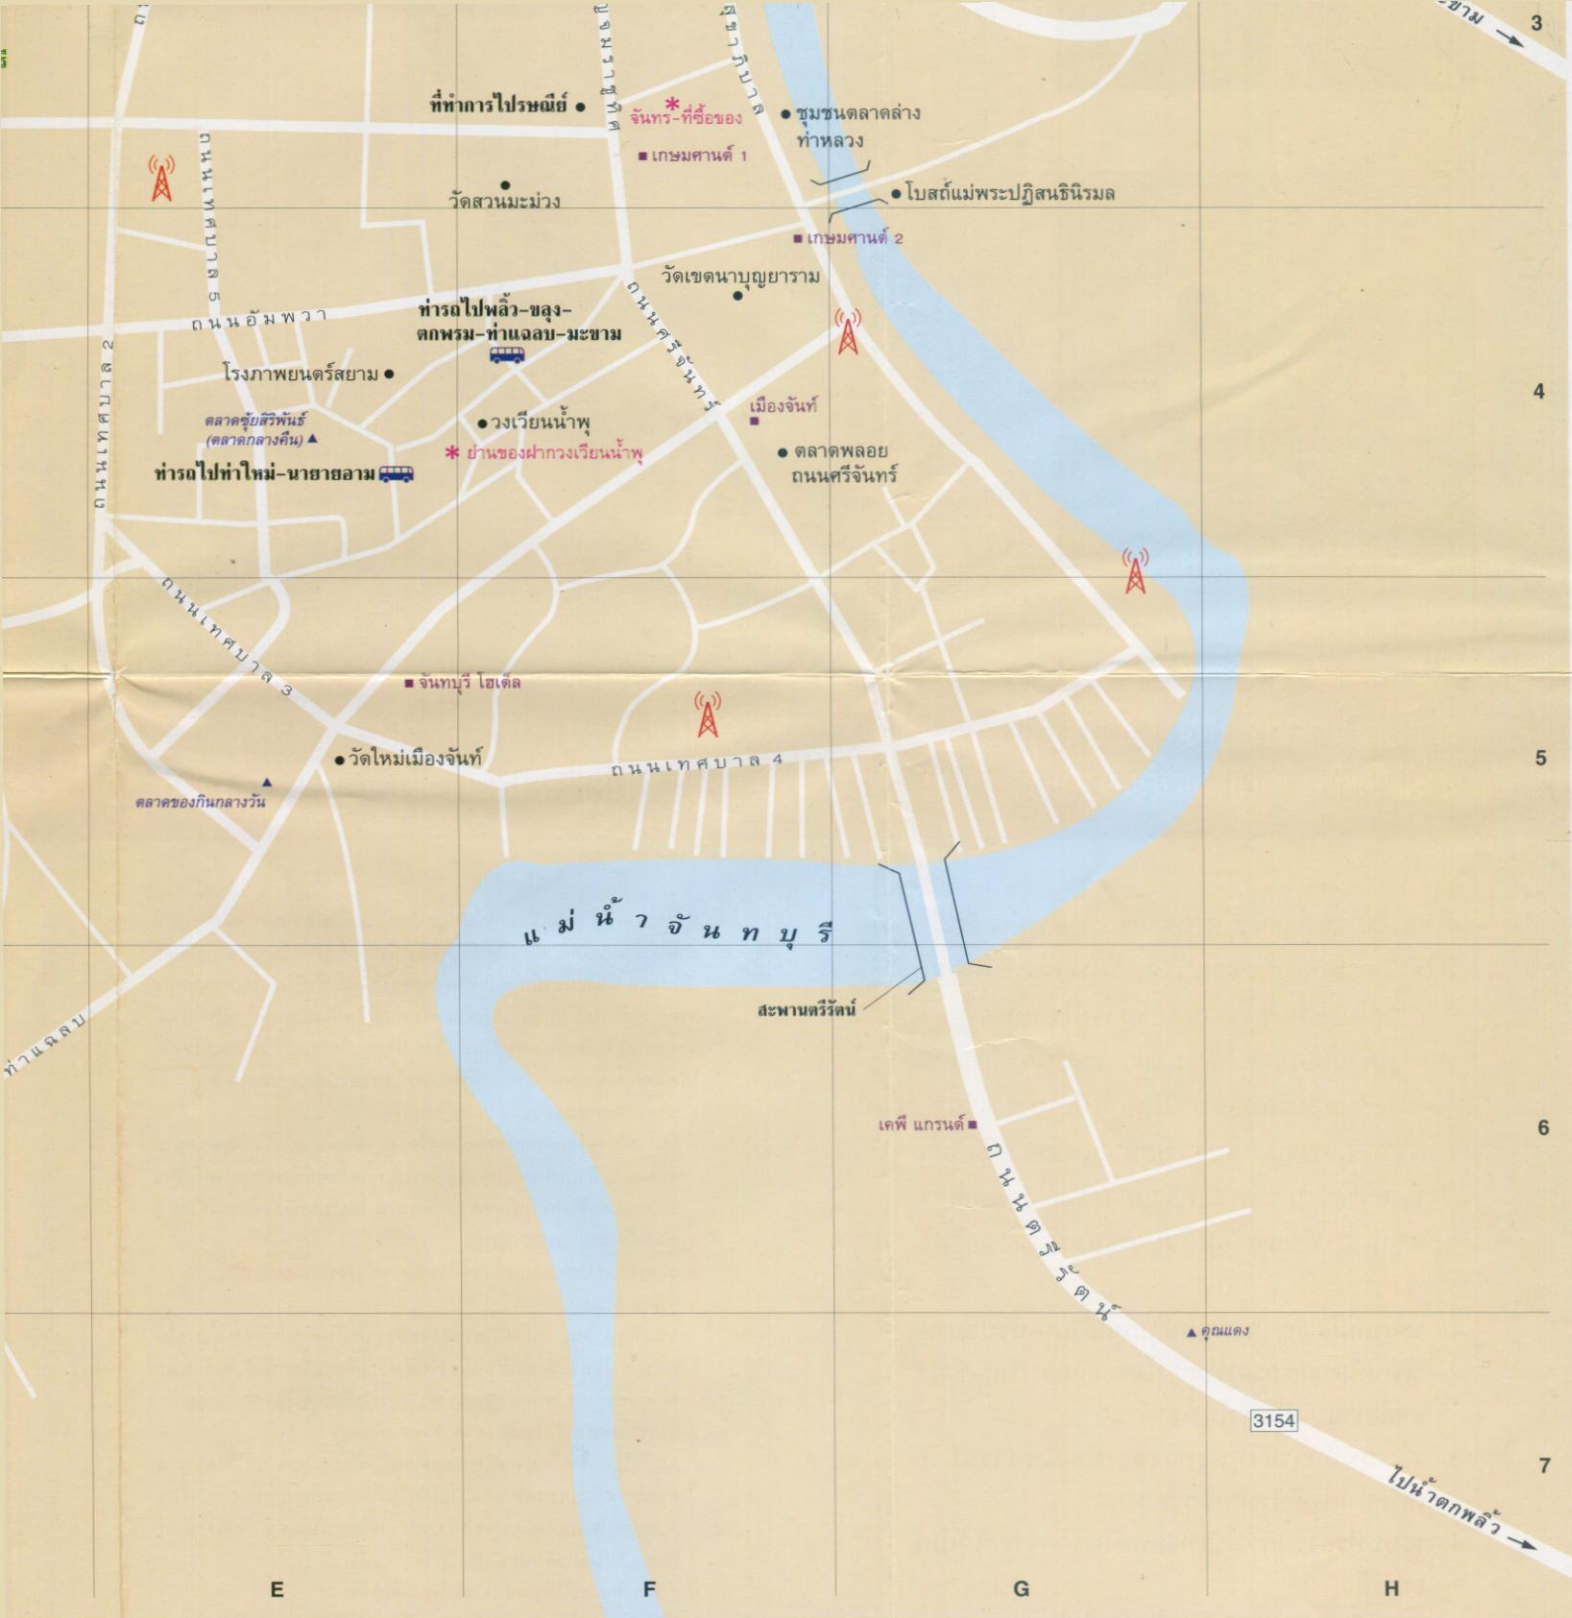 ขาม
3
สุขาภิบาล
ที่ทำการไปรษณีย์
จันทร-ที่ซื้อของ
เกษมศานต์ 1
ชุมชนตลาดล่าง
ท่าหลวง
วัดสวนมะม่วง
โบสถ์แม่พระปฏิสนธินิรมล
ถนนเทศบาล 5
เกษมศานต์ 2
วัดเขตนาบุญยาราม
ถนนอัมพวา
ท่ารถไปพลิ้ว-ขลุง-
ตกพรม-ท่าแฉลบ-มะขาม
ถนนศรีจันทร์
ถนนเทศบาล 2
โรงภาพยนตร์สยาม
4
เมืองจันท์
ตลาดซุ้ยสิริพันธ์
(ตลาดกลางคืน)
วงเวียนน้ำพุ
ย่านของฝากวงเวียนน้ำพุ
ตลาดพลอย
ถนนศรีจันทร์
ท่ารถไปท่าใหม่-นายายอาม
ถนนเทศบาล 3
จันทบุรี โฮเต็ล
วัดใหม่เมืองจันท์
ถนนเทศบาล 4
5
ตลาดของกินกลางวัน
แม่น้ำจันทบุรี
สะพานตรีรัตน์
ท่าแฉลบ
เคพี แกรนด์
6
ถนนตรีรัตน์
คุณแดง
3154
7
ไปน้ำตกพลิ้ว
E
F
G
H